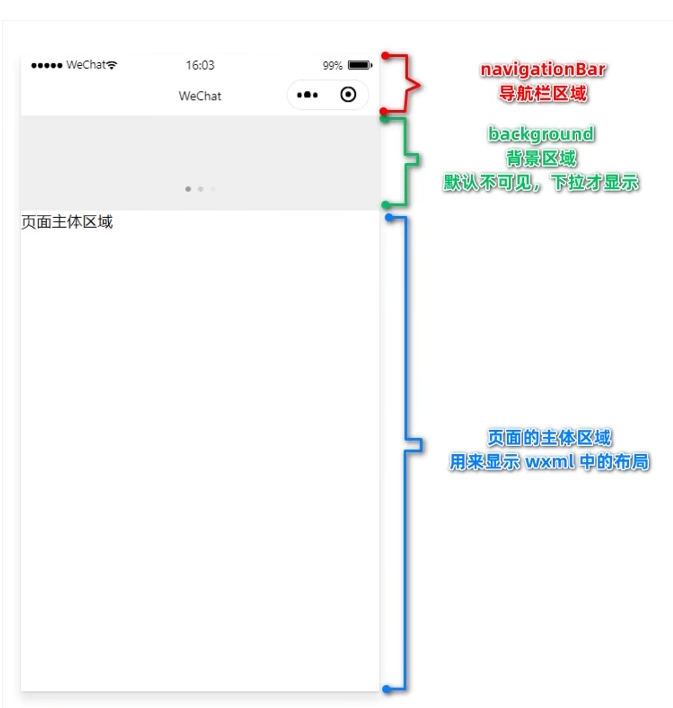 WeChat 16:03 99%
WeChat
页面主体区域
navigationBar
导航栏区域
background
背景区域
默认不可见，下拉才显示
页面的主体区域
用来显示 wxml 中的布局